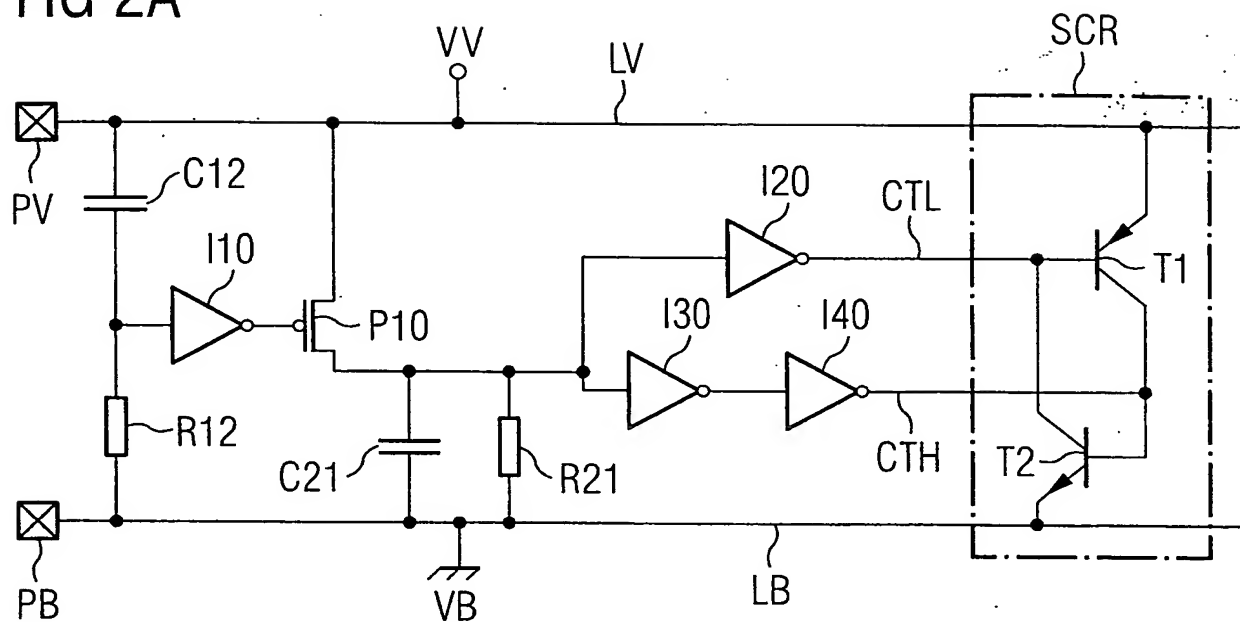 FIG 2A
SCR
VV
LV
C12
PV
I20
CTL
I10
T1
P10
I30
I40
R12
C21
R21
CTH
T2
PB
VB
LB